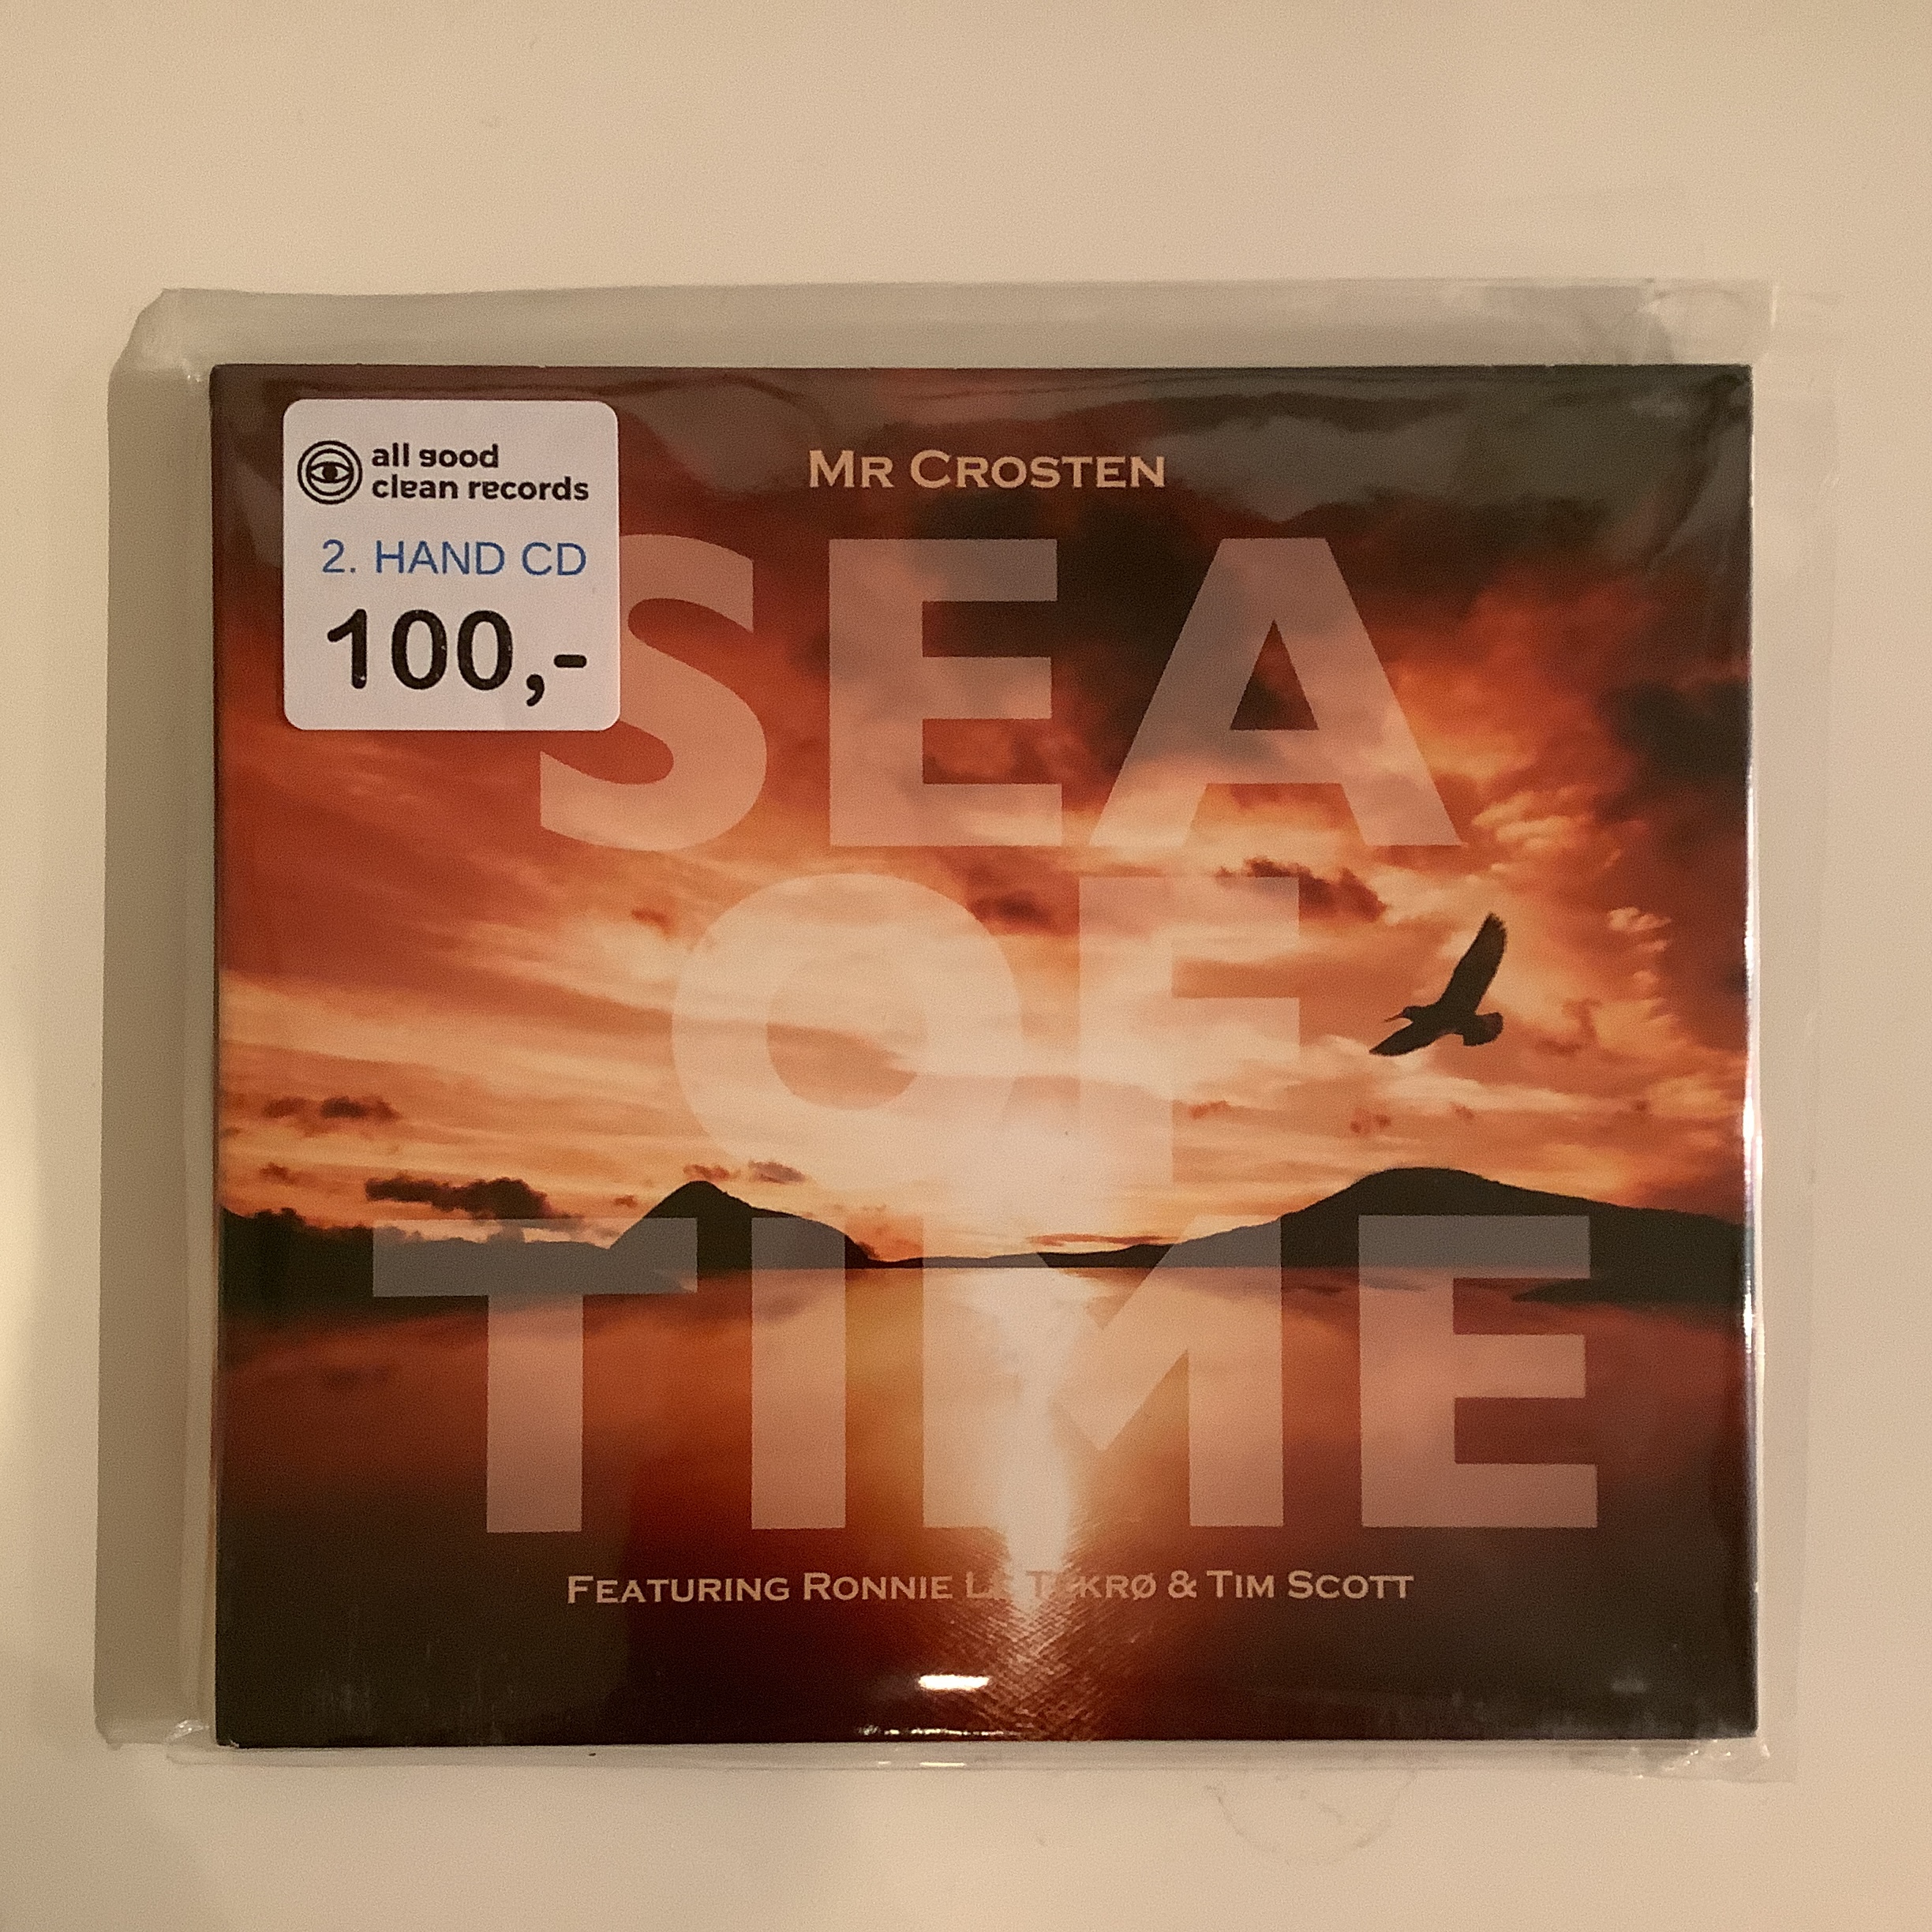 all good
clean records
2. HAND CD
100,-
MR CROSTEN
SEA
OF
TIME
FEATURING RONNIE & TIM SCOTT